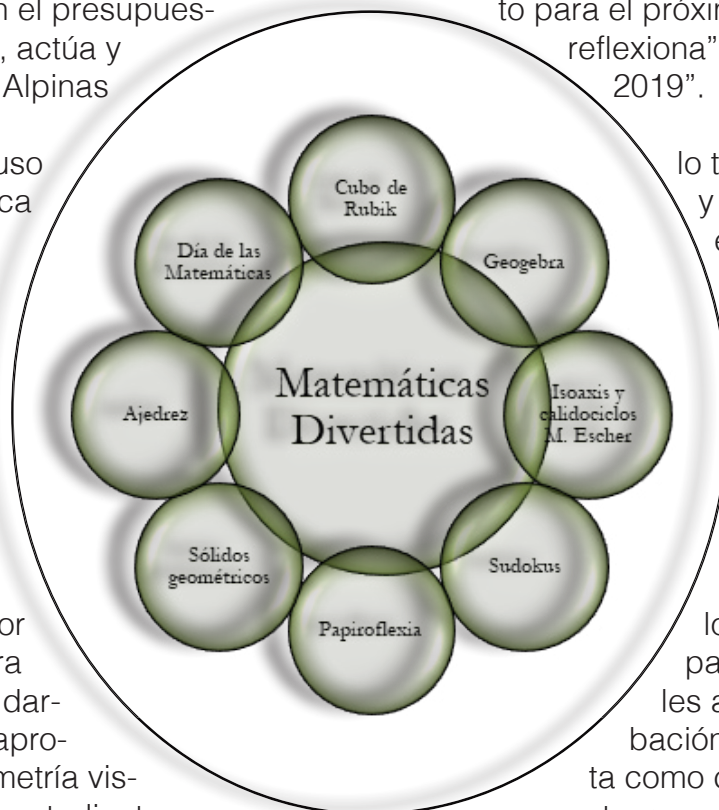 n el presupues-
to para el próxin
, actúa y
reflexiona”
Alpinas
2019”.
uso
lo t
ca
y
Cubo de
Rubik
Día de las
Matemáticas
Geogebra
Matemáticas
Divertidas
Ajedrez
Isoaxis y
calidociclos
M. Escher
Sólidos
geométricos
Sudokus
Papiroflexia
or
lo
ra
pa
dar-
les a
apro-
bación
metría vis-
ta como c